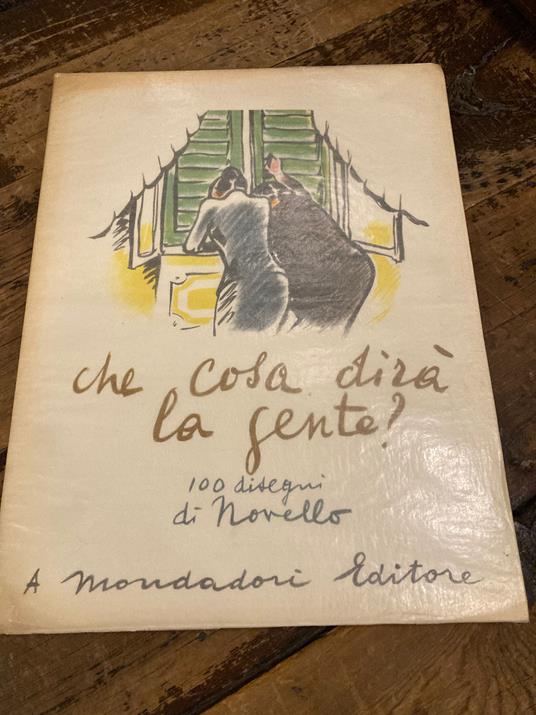 che cosa dirà
la gente?
100 disegni
di Novello
A Mondadori Editore